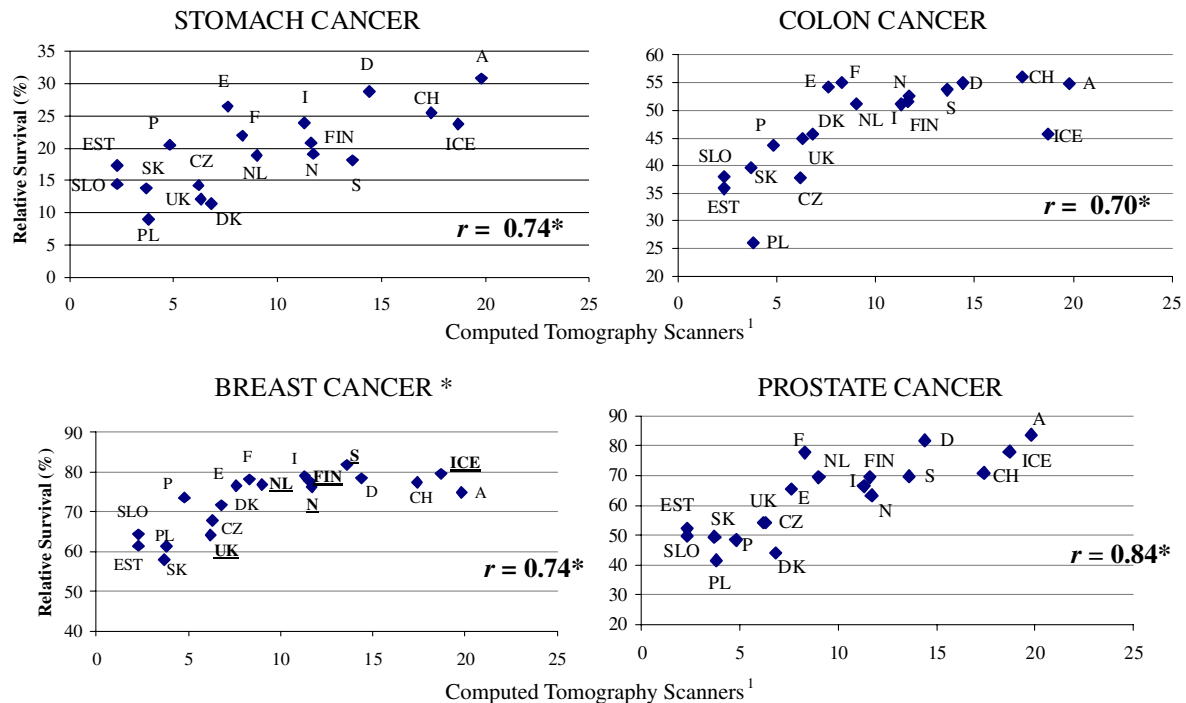 STOMACH CANCER
Relative Survival (%)
35
30
25
20
15
10
5
0
0 5 10 15 20 25
A
D
E
CH
I
F
FIN
ICE
P
EST
NL
N
S
CZ
SK
SLO
UK
DK
PL
r = 0.74*
COLON CANCER
60
55
50
45
40
35
30
25
20
0 5 10 15 20 25
E
F
N
D
CH
A
S
NL
I
FIN
DK
P
UK
ICE
SLO
SK
CZ
EST
PL
r = 0.70*
Computed Tomography Scanners1
BREAST CANCER *
Relative Survival (%)
90
80
70
60
50
40
0 5 10 15 20 25
S
ICE
F
I
E
FIN
NL
P
D
CH
A
N
DK
SLO
PL
CZ
UK
EST
SK
r = 0.74*
PROSTATE CANCER
90
80
70
60
50
40
30
20
0 5 10 15 20 25
A
F
D
ICE
NL
FIN
S
CH
I
E
N
EST
SK
UK
CZ
SLO
P
PL
DK
r = 0.84*
Computed Tomography Scanners1